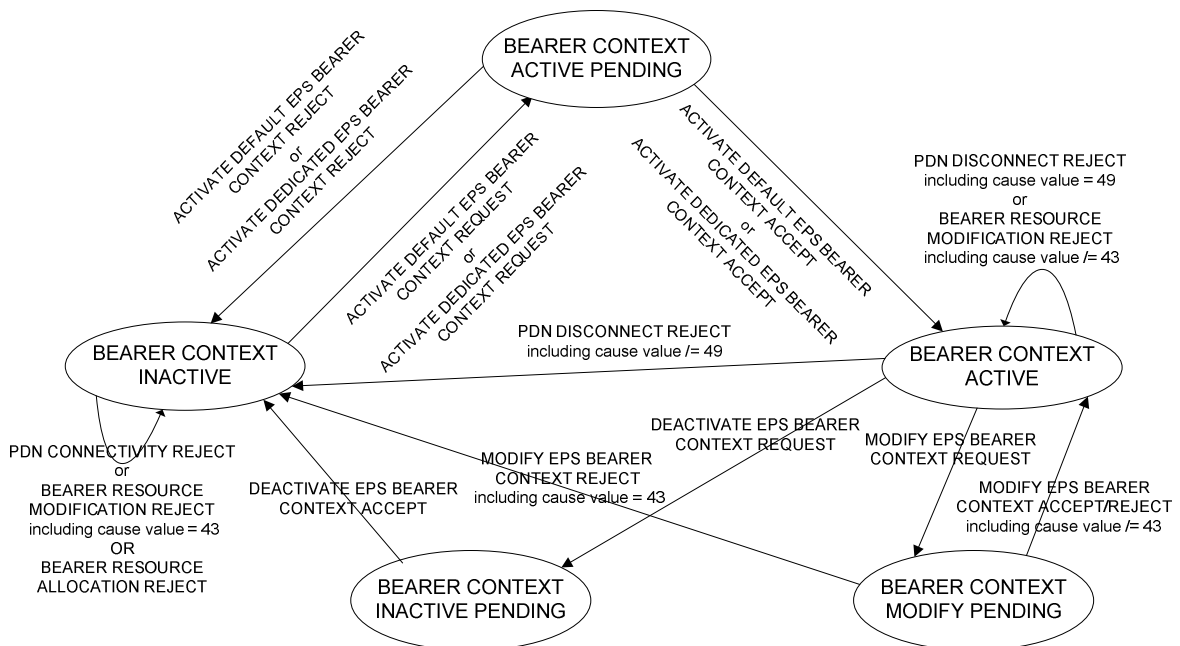 BEARER CONTEXT
ACTIVE PENDING
ACTIVATE DEFAULT EPS BEARER
CONTEXT REJECT
or
ACTIVATE DEDICATED EPS BEARER
CONTEXT REJECT
ACTIVATE DEFAULT EPS BEARER
CONTEXT REQUEST
or
ACTIVATE DEDICATED EPS BEARER
CONTEXT REQUEST
ACTIVATE DEFAULT EPS BEARER
CONTEXT ACCEPT
or
ACTIVATE DEDICATED EPS BEARER
CONTEXT ACCEPT
PDN DISCONNECT REJECT
including cause value = 49
or
BEARER RESOURCE
MODIFICATION REJECT
including cause value /= 43
BEARER CONTEXT
INACTIVE
PDN DISCONNECT REJECT
including cause value /= 49
BEARER CONTEXT
ACTIVE
PDN CONNECTIVITY REJECT
or
BEARER RESOURCE
MODIFICATION REJECT
including cause value = 43
OR
BEARER RESOURCE
ALLOCATION REJECT
DEACTIVATE EPS BEARER
CONTEXT ACCEPT
MODIFY EPS BEARER
CONTEXT REJECT
including cause value = 43
DEACTIVATE EPS BEARER
CONTEXT REQUEST
MODIFY EPS BEARER
CONTEXT REQUEST
MODIFY EPS BEARER
CONTEXT ACCEPT/REJECT
including cause value /= 43
BEARER CONTEXT
INACTIVE PENDING
BEARER CONTEXT
MODIFY PENDING